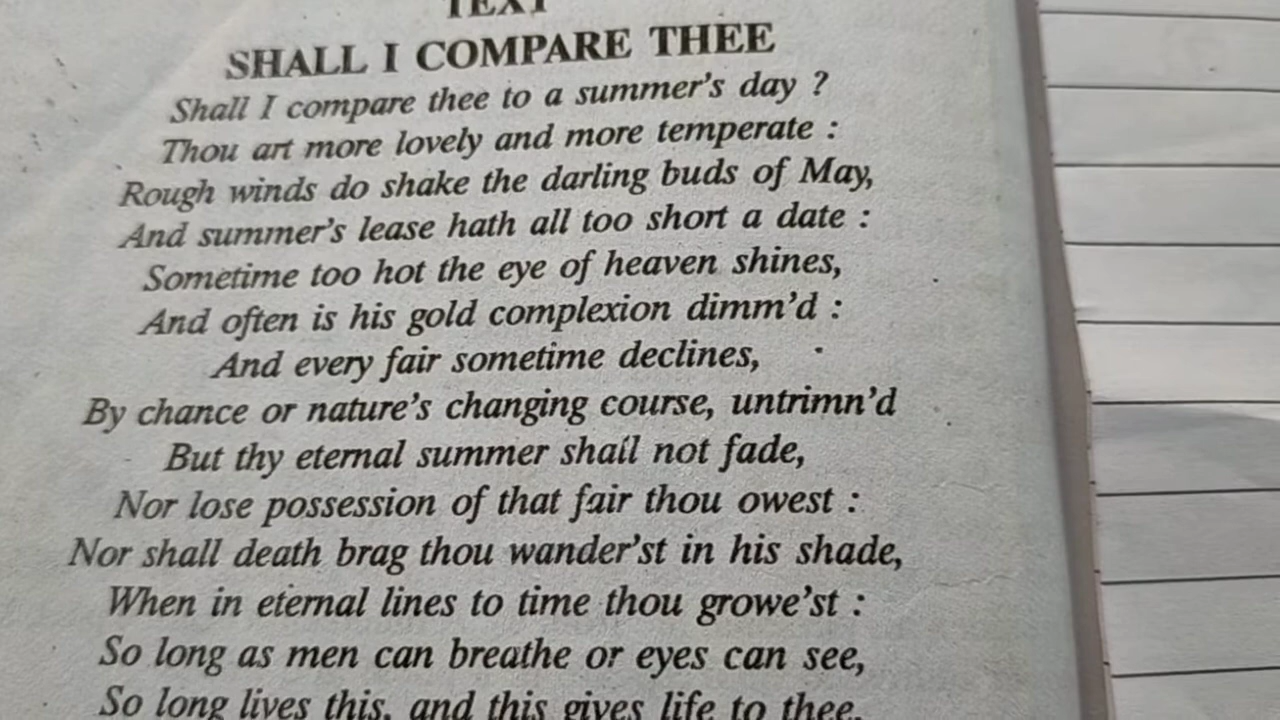 TEXT
SHALL I COMPARE THEE
Shall I compare thee to a summer's day ?
Thou art more lovely and more temperate :
Rough winds do shake the darling buds of May,
And summer's lease hath all too short a date :
Sometime too hot the eye of heaven shines,
And often is his gold complexion dimm'd :
And every fair sometime declines,
By chance or nature's changing course, untrimn'd
But thy eternal summer shall not fade,
Nor lose possession of that fair thou owest :
Nor shall death brag thou wander'st in his shade,
When in eternal lines to time thou growe'st :
So long as men can breathe or eyes can see,
So long lives this, and this gives life to thee.